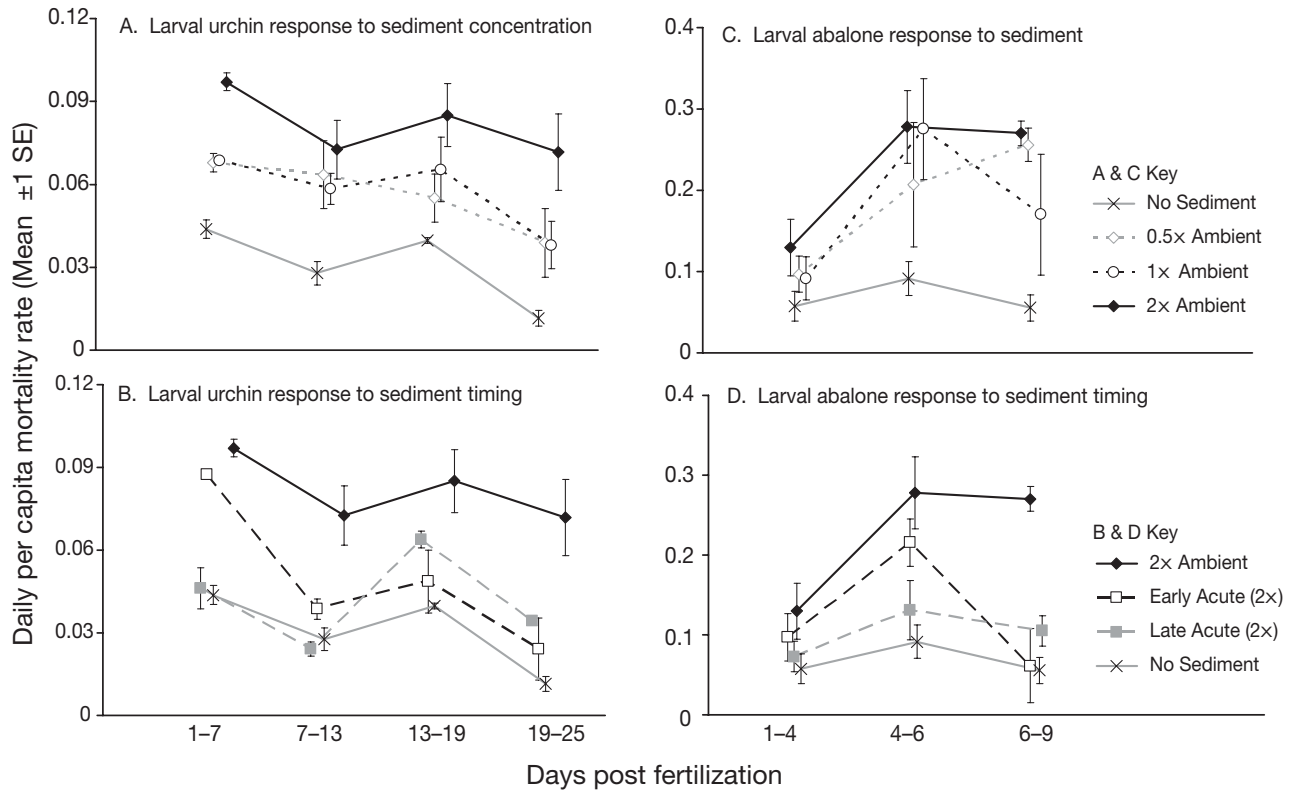 Daily per capita mortality rate (Mean ±1 SE)
A. Larval urchin response to sediment concentration
0.12
0.09
0.06
0.03
0
C. Larval abalone response to sediment
0.4
0.3
0.2
0.1
0
A & C Key
No Sediment
0.5× Ambient
1× Ambient
2× Ambient
B. Larval urchin response to sediment timing
0.12
0.09
0.06
0.03
0
1–7
7–13
13–19
19–25
D. Larval abalone response to sediment timing
0.4
0.3
0.2
0.1
0
1–4
4–6
6–9
B & D Key
2× Ambient
Early Acute (2×)
Late Acute (2×)
No Sediment
Days post fertilization